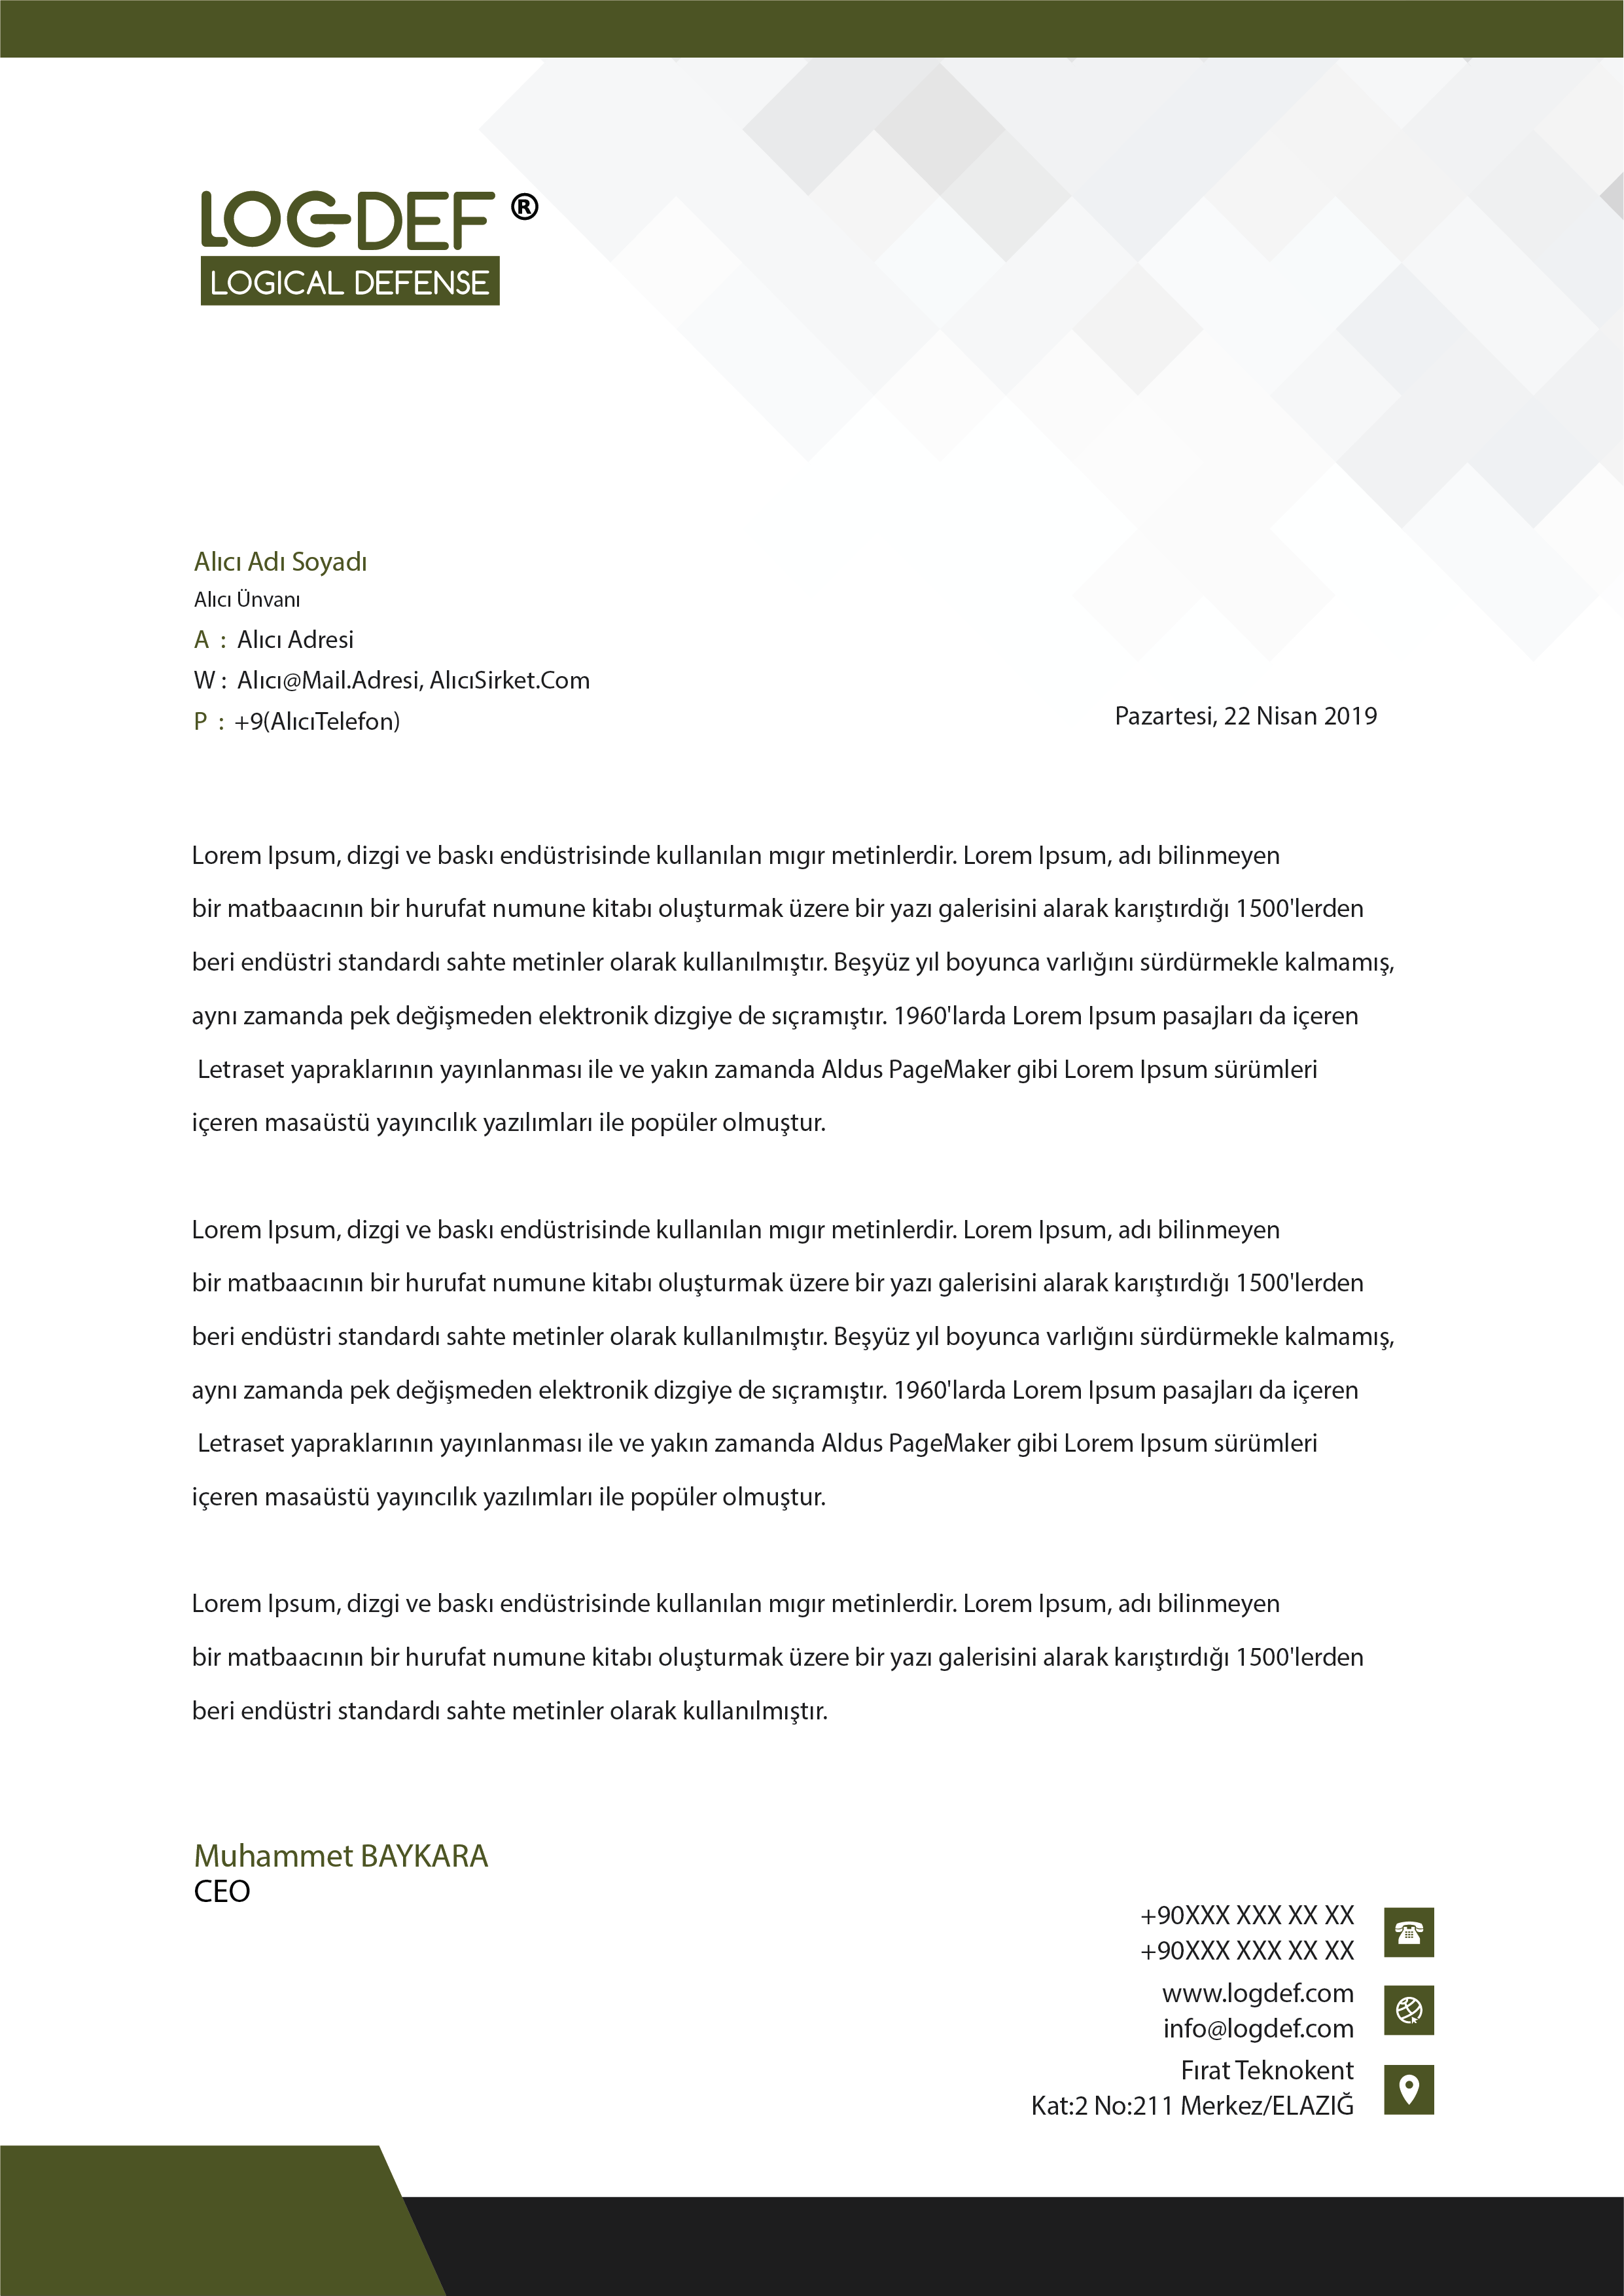 LOGDEF ®
LOGICAL DEFENSE
Alıcı Adı Soyadı
Alıcı Ünvanı
A : Alıcı Adresi
W : Alıcı@Mail.Adresi, AlıcıSirket.Com
P : +9(AlıcıTelefon)
Pazartesi, 22 Nisan 2019
Lorem Ipsum, dizgi ve baskı endüstrisinde kullanılan mıgır metinlerdir. Lorem Ipsum, adı bilinmeyen
bir matbaacının bir hurufat numune kitabı oluşturmak üzere bir yazı galerisini alarak karıştırdığı 1500'lerden
beri endüstri standardı sahte metinler olarak kullanılmıştır. Beşyüz yıl boyunca varlığını sürdürmekle kalmamış,
aynı zamanda pek değişmeden elektronik dizgiye de sıçramıştır. 1960'larda Lorem Ipsum pasajları da içeren
Letraset yapraklarının yayınlanması ile ve yakın zamanda Aldus PageMaker gibi Lorem Ipsum sürümleri
içeren masaüstü yayıncılık yazılımları ile popüler olmuştur.
Lorem Ipsum, dizgi ve baskı endüstrisinde kullanılan mıgır metinlerdir. Lorem Ipsum, adı bilinmeyen
bir matbaacının bir hurufat numune kitabı oluşturmak üzere bir yazı galerisini alarak karıştırdığı 1500'lerden
beri endüstri standardı sahte metinler olarak kullanılmıştır. Beşyüz yıl boyunca varlığını sürdürmekle kalmamış,
aynı zamanda pek değişmeden elektronik dizgiye de sıçramıştır. 1960'larda Lorem Ipsum pasajları da içeren
Letraset yapraklarının yayınlanması ile ve yakın zamanda Aldus PageMaker gibi Lorem Ipsum sürümleri
içeren masaüstü yayıncılık yazılımları ile popüler olmuştur.
Lorem Ipsum, dizgi ve baskı endüstrisinde kullanılan mıgır metinlerdir. Lorem Ipsum, adı bilinmeyen
bir matbaacının bir hurufat numune kitabı oluşturmak üzere bir yazı galerisini alarak karıştırdığı 1500'lerden
beri endüstri standardı sahte metinler olarak kullanılmıştır.
Muhammet BAYKARA
CEO
+90XXX XXX XX XX
+90XXX XXX XX XX
www.logdef.com
info@logdef.com
Fırat Teknokent
Kat:2 No:211 Merkez/ELAZIĞ